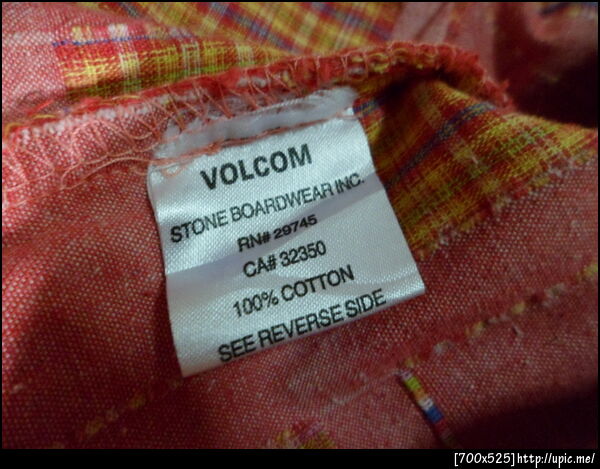 VOLCOM
STONE BOARDWEAR INC.
RN# 29745
CA# 32350
100% COTTON
SEE REVERSE SIDE
[700x525]http://upic.me/